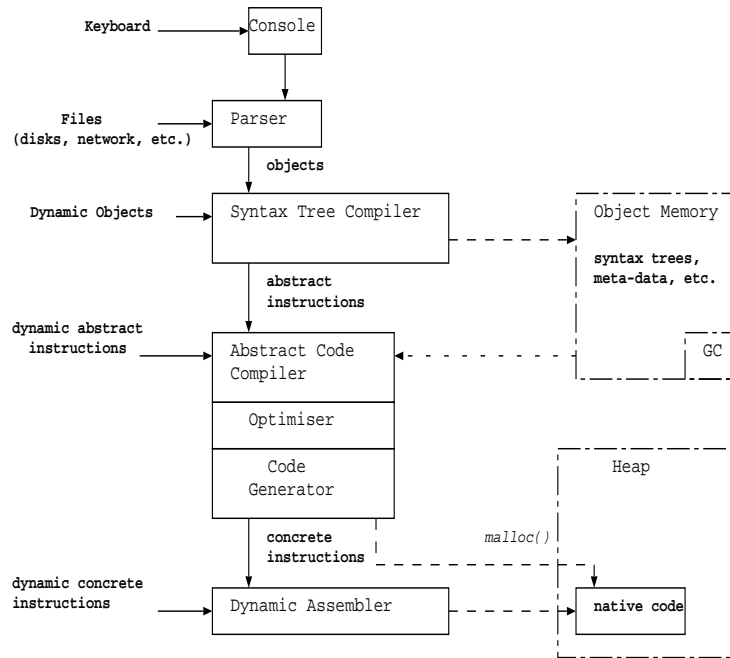 Keyboard
Console
Files
(disks, network, etc.)
Parser
objects
Dynamic Objects
Syntax Tree Compiler
Object Memory
syntax trees,
meta-data, etc.
abstract
instructions
dynamic abstract
instructions
Abstract Code
Compiler
GC
Optimiser
Code
Generator
Heap
concrete
instructions
malloc()
dynamic concrete
instructions
Dynamic Assembler
native code